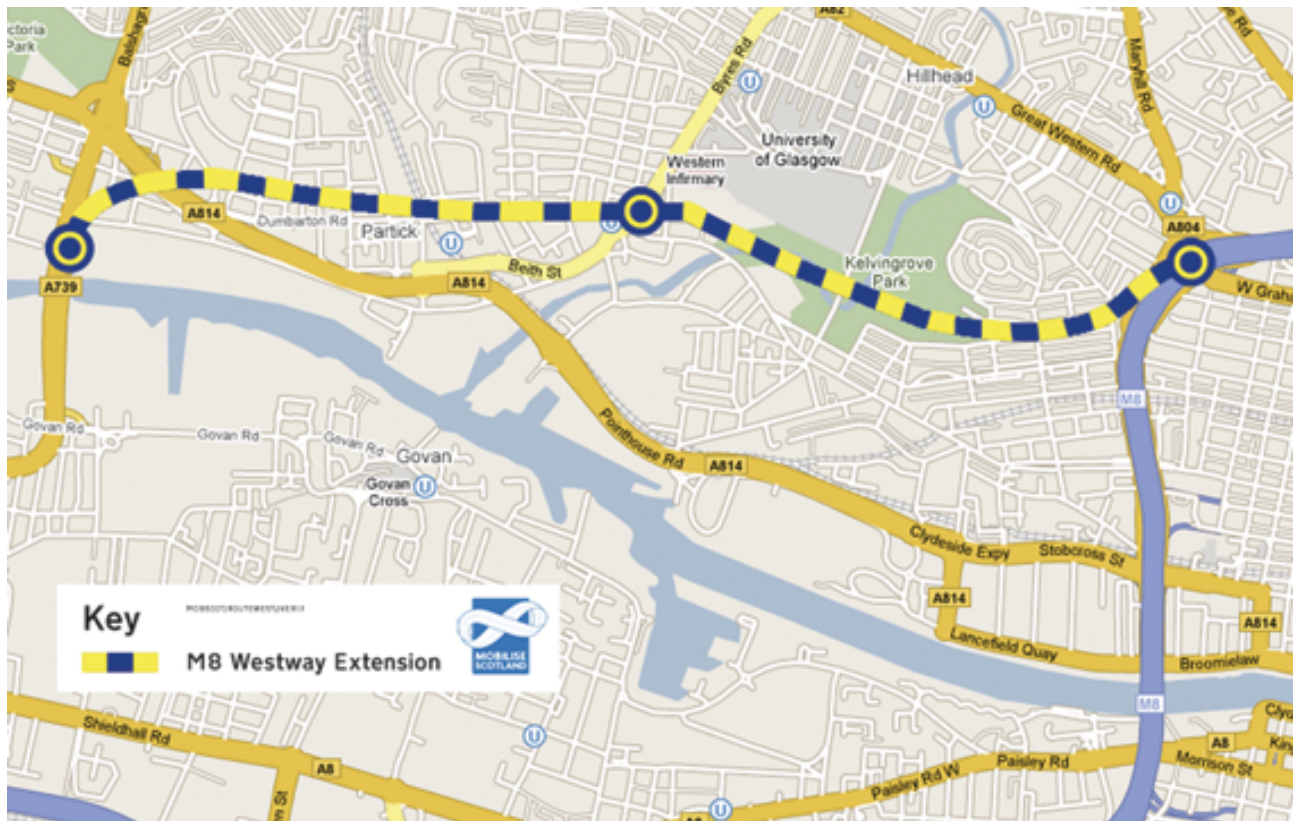 ctoria
Park
Balshagr
A82
Byres Rd
U
Hillhead
U
Maryhill Rd
Great Western Rd
University
of Glasgow
Western
Infirmary
U
A804
A814
Dumbarton Rd
Partick
U
U
Beith St
Kelvingrove
Park
A739
A814
W Graha
M8
Govan Rd
Govan Rd
Govan Rd
Govan
Govan
Cross
U
Pointhouse Rd
A814
Clydeside Expy
Stobcross St
A814
A814
Lancefield Quay
Broomielaw
Key
M8 Westway Extension
MOBILISE
SCOTLAND
M8
Shieldhall Rd
A8
U
Paisley Rd W
Paisley Rd
A8
Morrison St
U